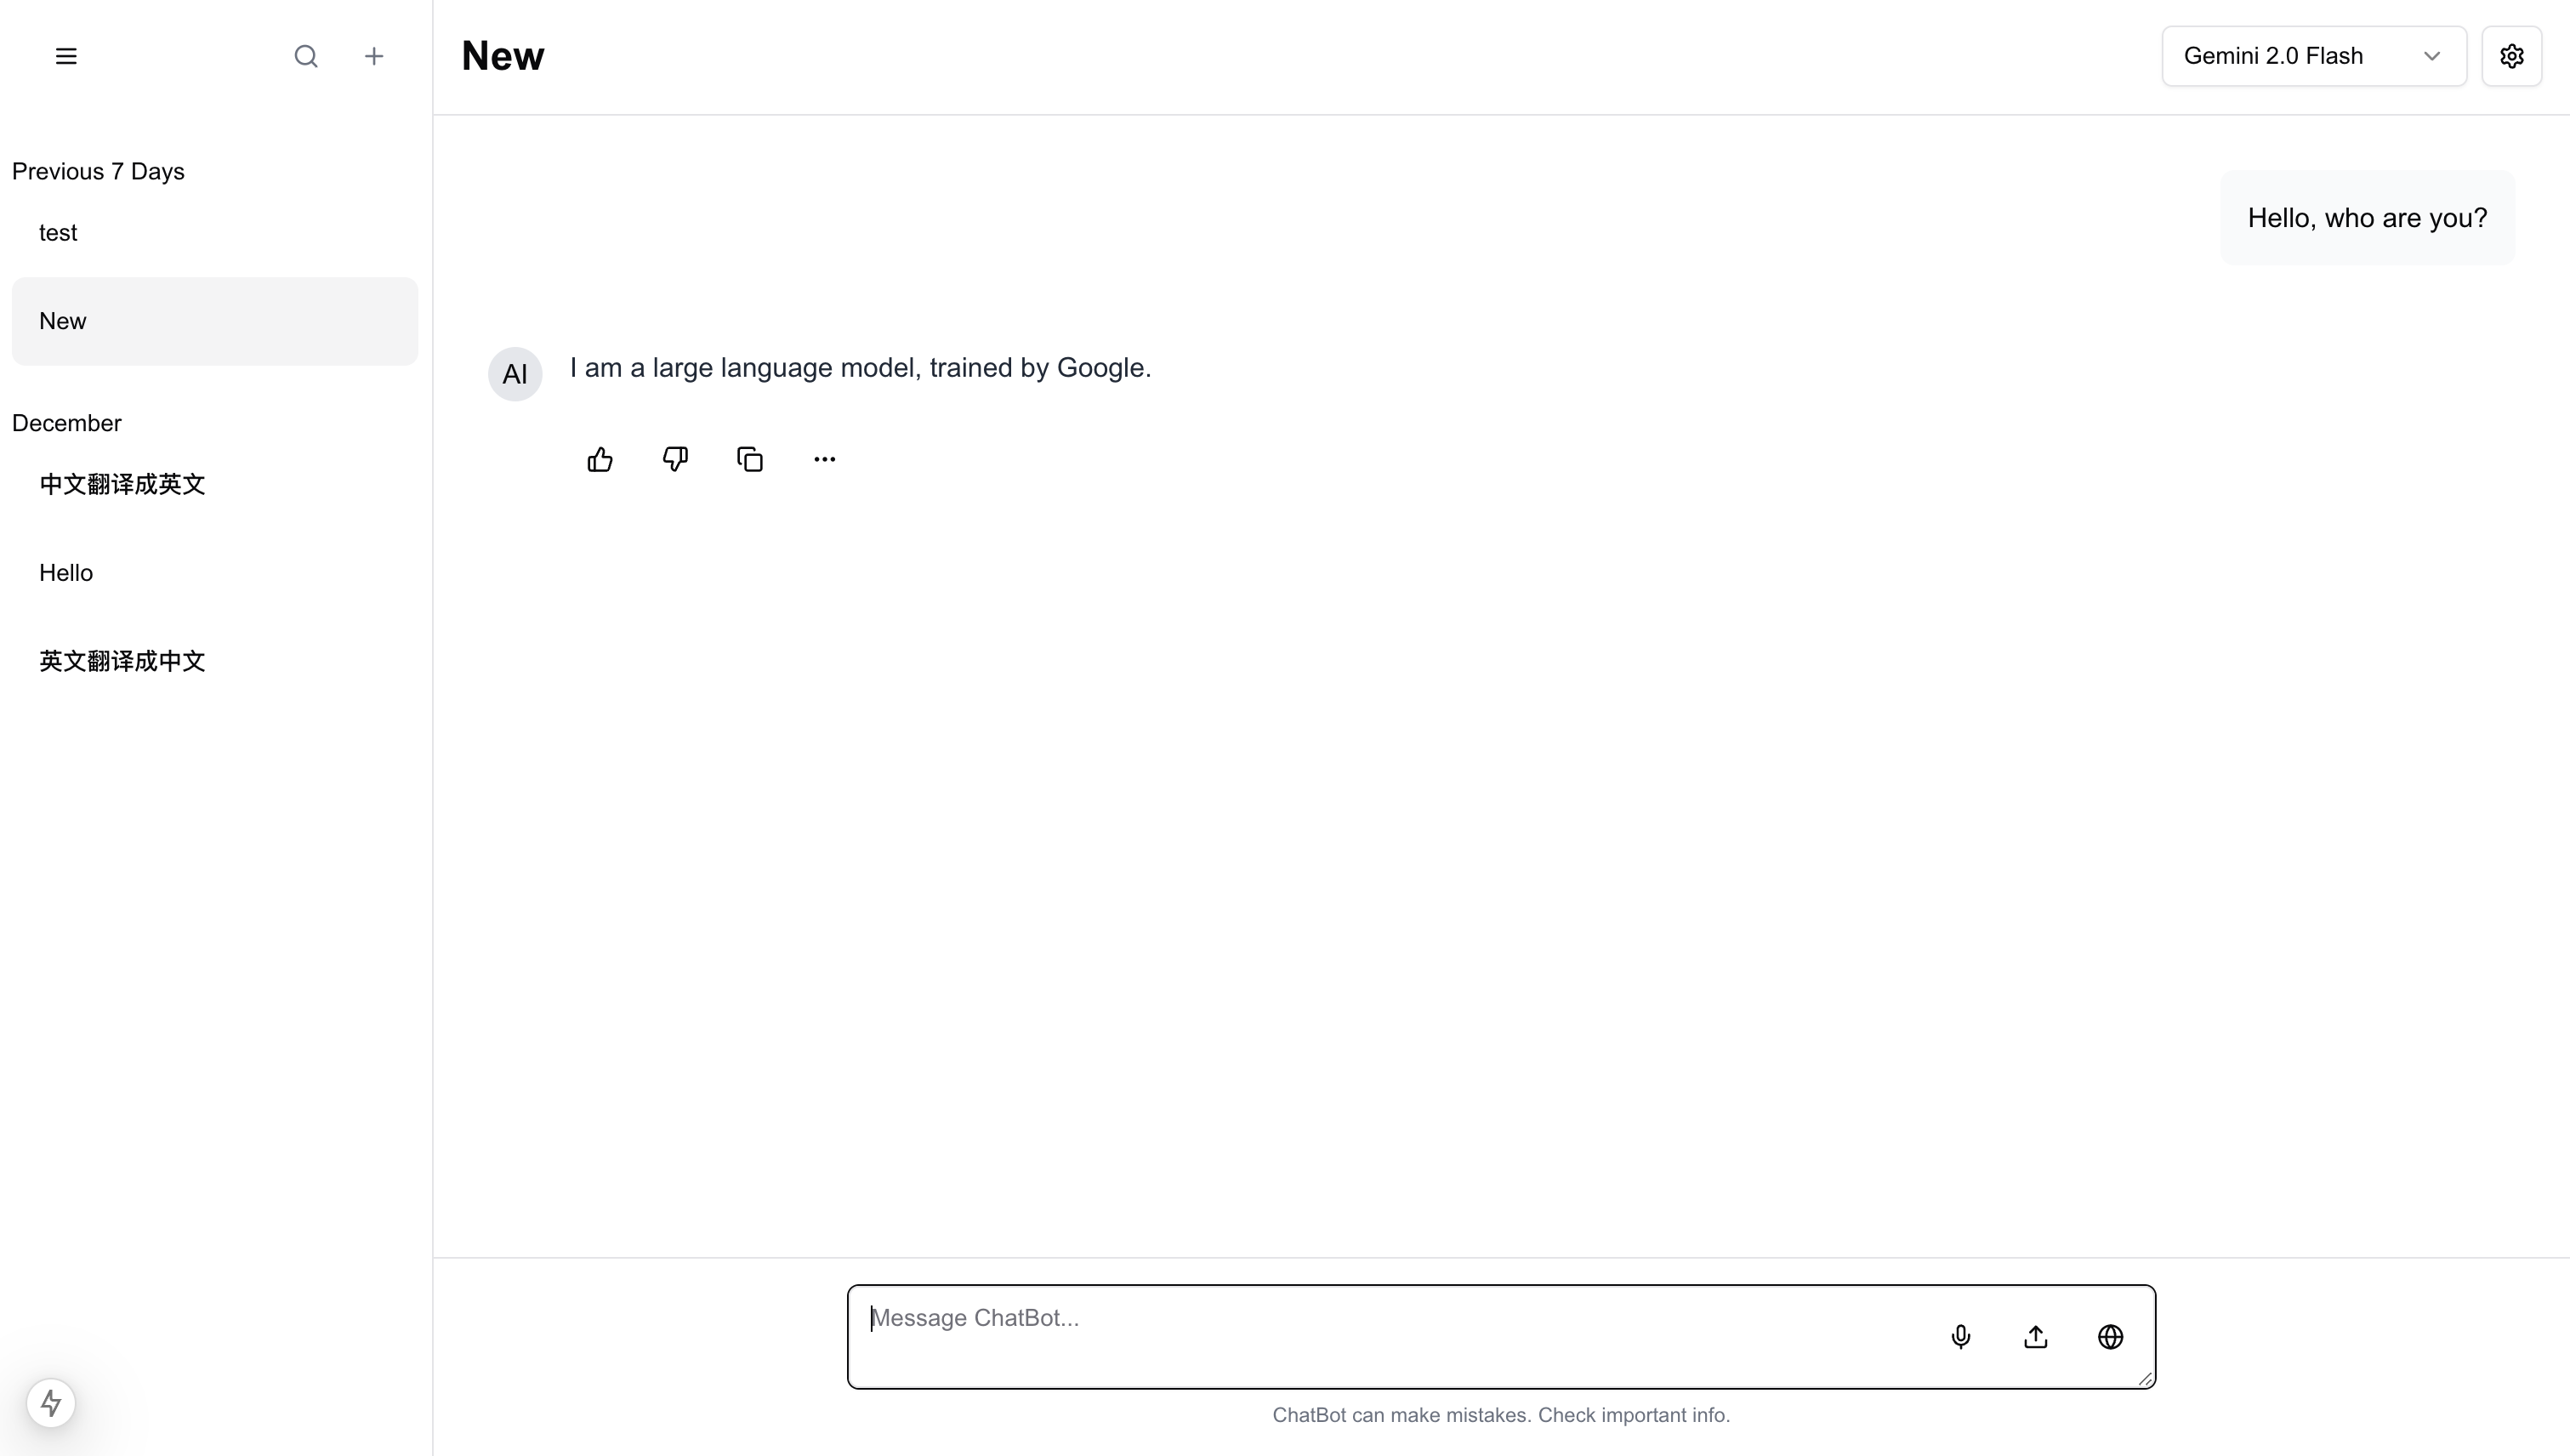 New
Gemini 2.0 Flash
Previous 7 Days
test
New
December
中文翻译成英文
Hello
英文翻译成中文
Hello, who are you?
AI
I am a large language model, trained by Google.
Message ChatBot...
ChatBot can make mistakes. Check important info.